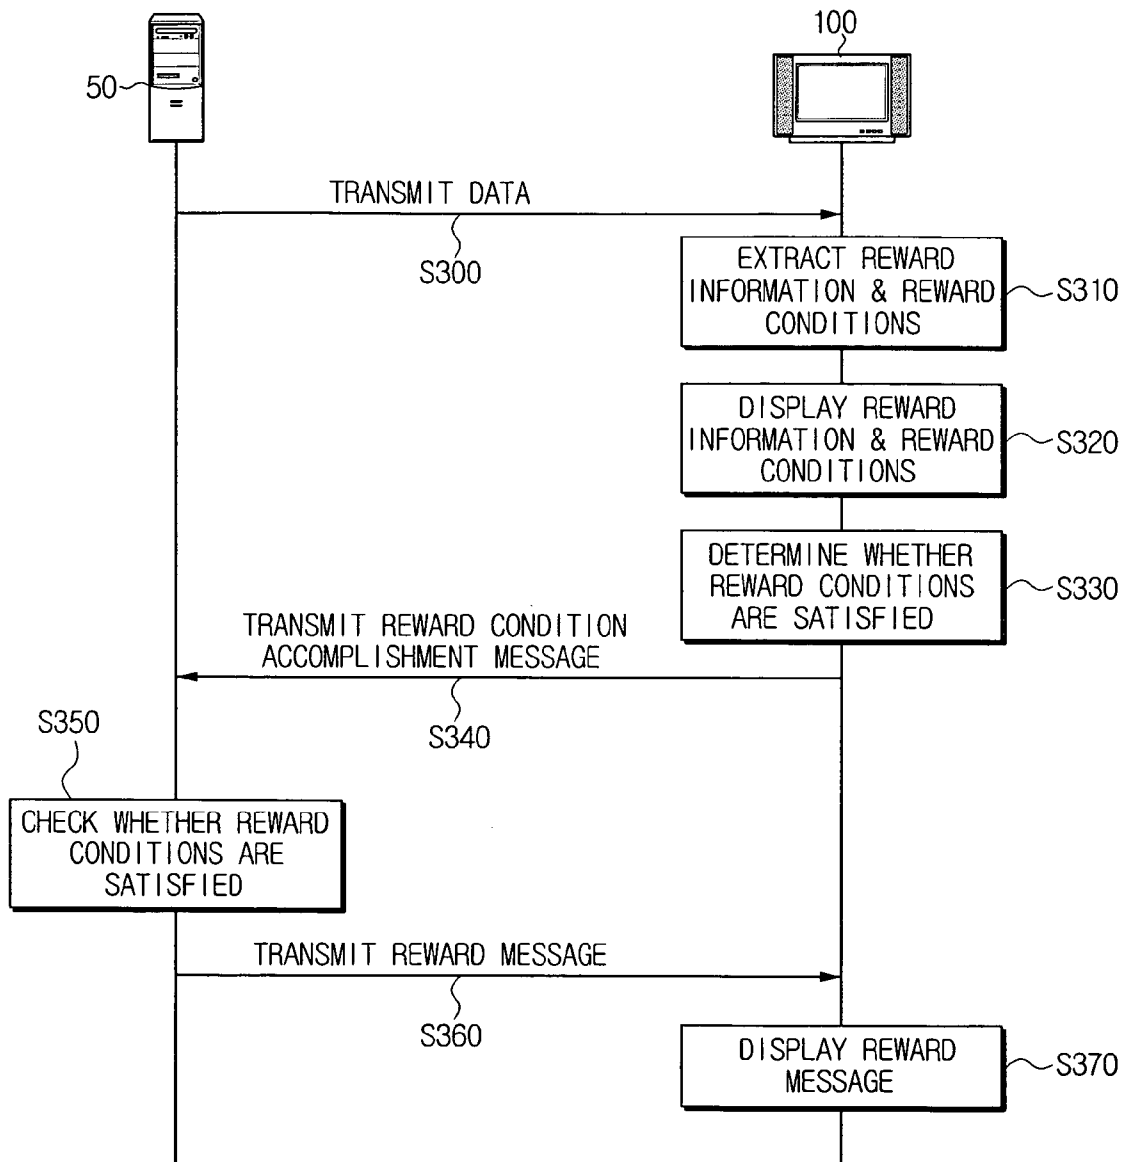 100
50
TRANSMIT DATA
S300
EXTRACT REWARD
INFORMATION & REWARD
CONDITIONS
S310
DISPLAY REWARD
INFORMATION & REWARD
CONDITIONS
S320
DETERMINE WHETHER
REWARD CONDITIONS
ARE SATISFIED
S330
TRANSMIT REWARD CONDITION
ACCOMPLISHMENT MESSAGE
S340
S350
CHECK WHETHER REWARD
CONDITIONS ARE
SATISFIED
TRANSMIT REWARD MESSAGE
S360
DISPLAY REWARD
MESSAGE
S370